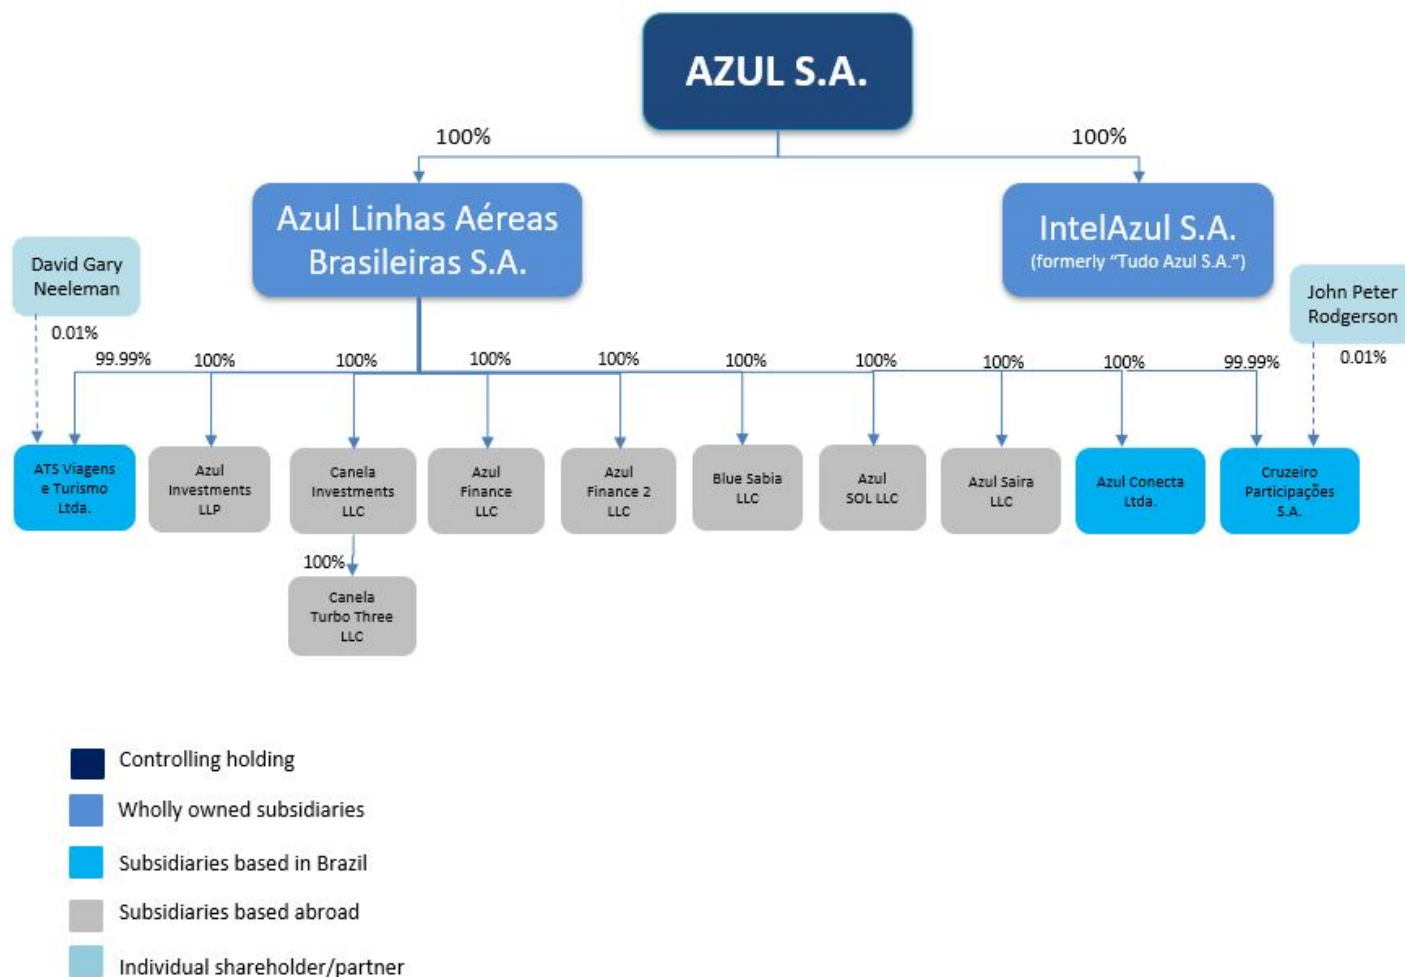 AZUL S.A.
100%
100%
Azul Linhas Aéreas
Brasileiras S.A.
IntelAzul S.A.
(formerly “Tudo Azul S.A.”)
David Gary
Neeleman
John Peter
Rodgerson
0.01%
0.01%
99.99%
100%
100%
100%
100%
100%
100%
100%
100%
99.99%
ATS Viagens
e Turismo
Ltda.
Azul
Investments
LLP
Canela
Investments
LLC
Azul
Finance
LLC
Azul
Finance 2
LLC
Blue Sabia
LLC
Azul
SOL LLC
Azul Saira
LLC
Azul Conecta
Ltda.
Cruzeiro
Participações
S.A.
100%
Canela
Turbo Three
LLC
Controlling holding
Wholly owned subsidiaries
Subsidiaries based in Brazil
Subsidiaries based abroad
Individual shareholder/partner